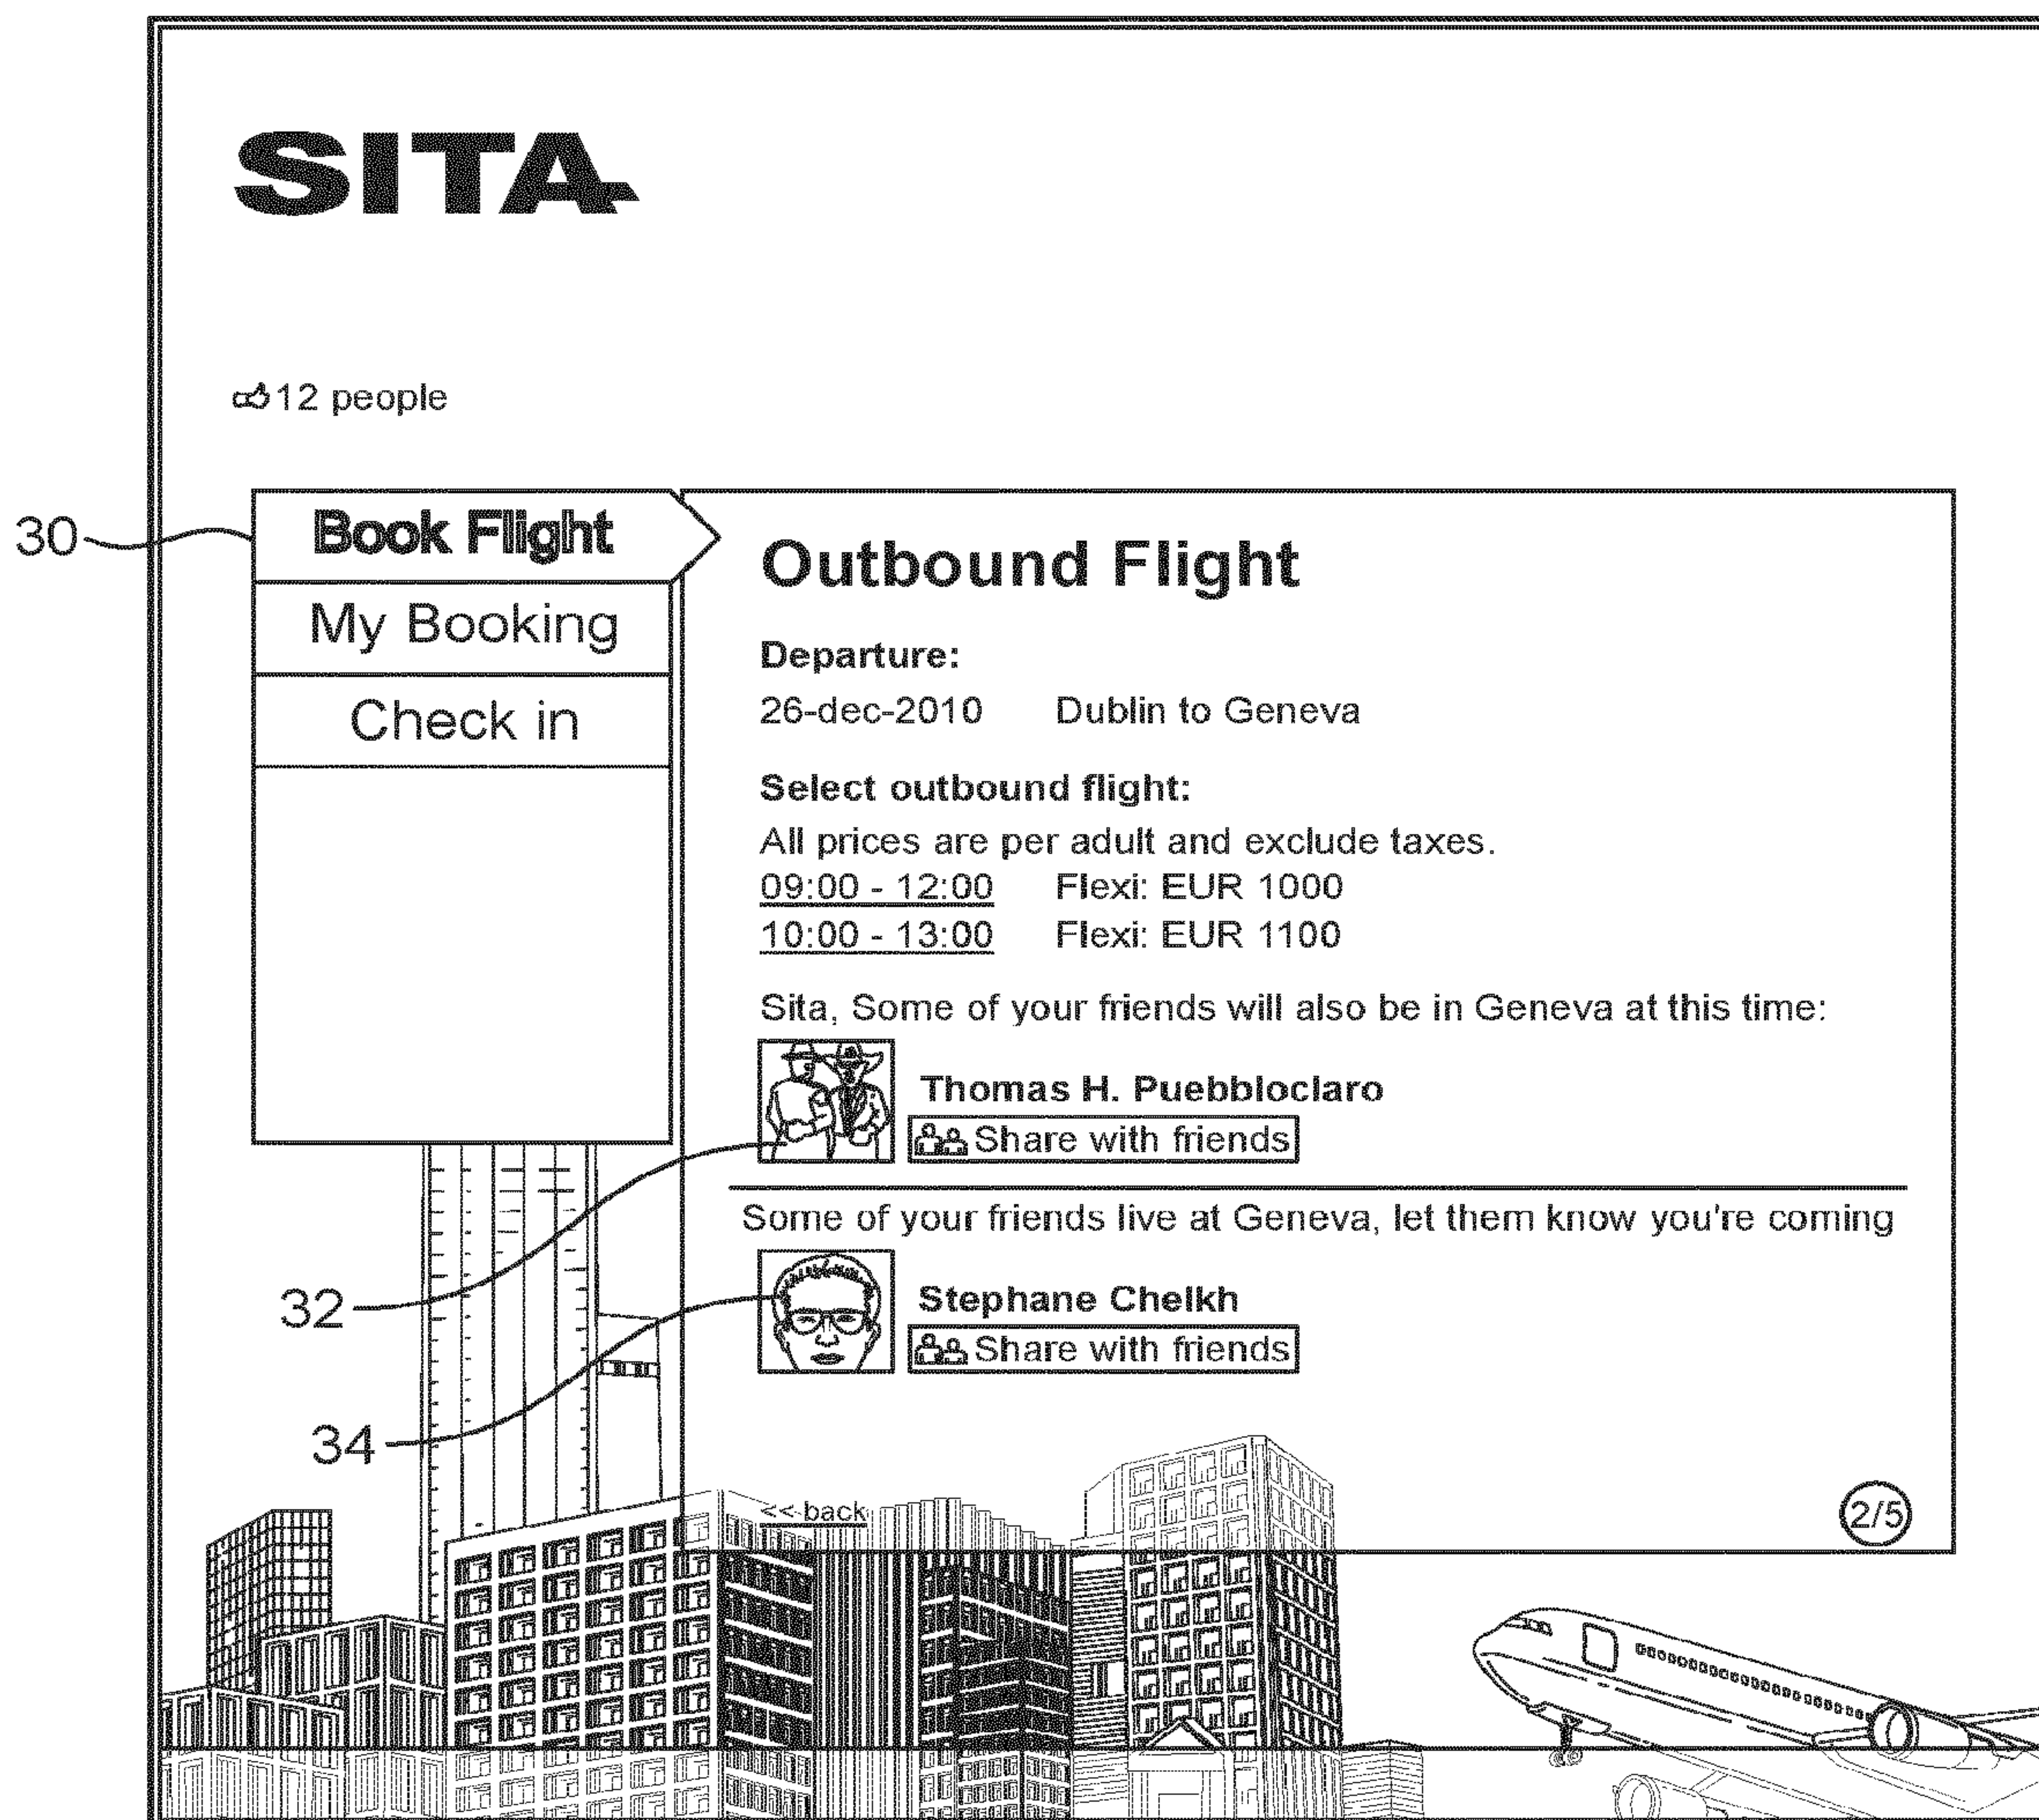 SITA
12 people
30
Book Flight
My Booking
Check in
Outbound Flight
Departure:
26-dec-2010 Dublin to Geneva
Select outbound flight:
All prices are per adult and exclude taxes.
09:00 - 12:00 Flexi: EUR 1000
10:00 - 13:00 Flexi: EUR 1100
Sita, Some of your friends will also be in Geneva at this time:
Thomas H. Puebbloclaro
Share with friends
32
Some of your friends live at Geneva, let them know you're coming
Stephane Chelkh
Share with friends
34
<< back
2/5